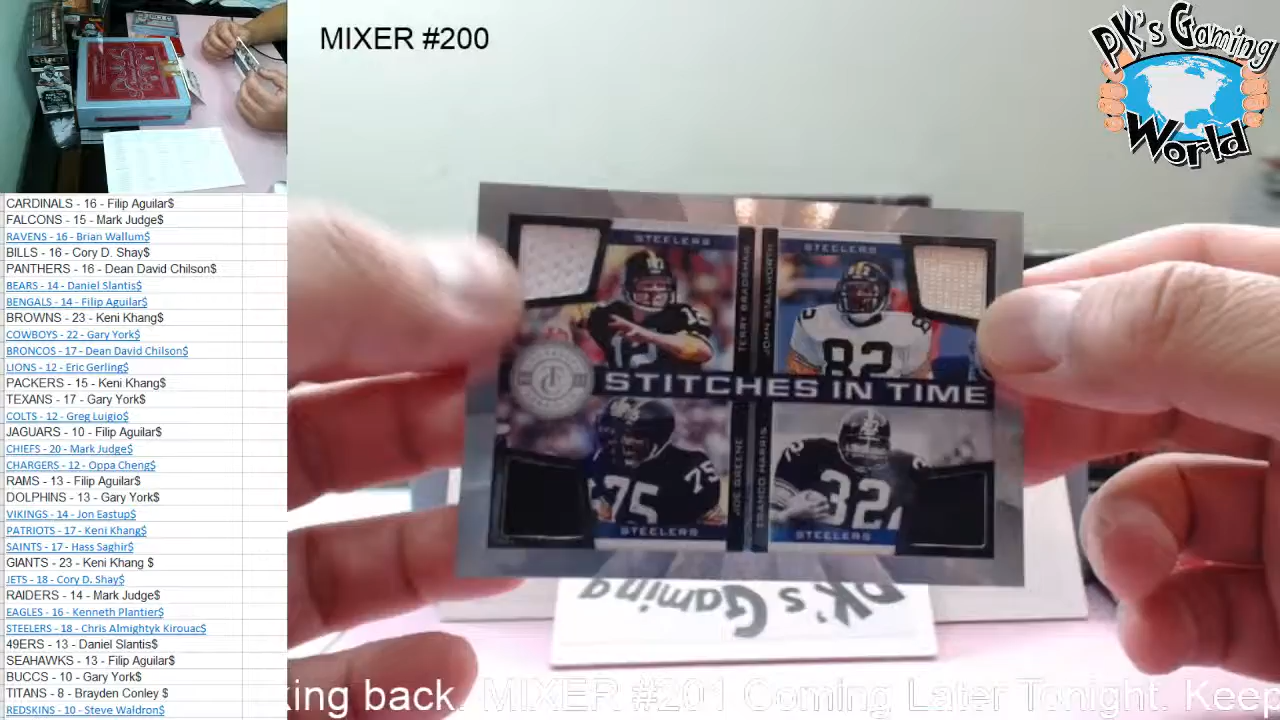 MIXER #200
PK's Gaming
World
CARDINALS - 16 - Filip Aguilar$
FALCONS - 15 - Mark Judge$
RAVENS - 16 - Brian Wallum$
BILLS - 16 - Cory D. Shay$
PANTHERS - 16 - Dean David Chilson$
BEARS - 14 - Daniel Slantis$
BENGALS - 14 - Filip Aguilar$
BROWNS - 23 - Keni Khang$
COWBOYS - 22 - Gary York$
BRONCOS - 17 - Dean David Chilson$
LIONS - 12 - Eric Gerling$
PACKERS - 15 - Keni Khang$
TEXANS - 17 - Gary York$
COLTS - 12 - Greg Luigio$
JAGUARS - 10 - Filip Aguilar$
CHIEFS - 20 - Mark Judge$
CHARGERS - 12 - Oppa Cheng$
RAMS - 13 - Filip Aguilar$
DOLPHINS - 13 - Gary York$
VIKINGS - 14 - Jon Eastup$
PATRIOTS - 17 - Keni Khang$
SAINTS - 17 - Hass Saghir$
GIANTS - 23 - Keni Khang $
JETS - 18 - Cory D. Shay$
RAIDERS - 14 - Mark Judge$
EAGLES - 16 - Kenneth Plantier$
STEELERS - 18 - Chris Almightyk Kirouac$
49ERS - 13 - Daniel Slantis$
SEAHAWKS - 13 - Filip Aguilar$
BUCCS - 10 - Gary York$
TITANS - 8 - Brayden Conley $
REDSKINS - 10 - Steve Waldron$
STEELERS
STEELERS
TERRY BRADSHAW
JOHN STALLWORTH
12
82
STITCHES IN TIME
JOE GREENE
FRANCO HARRIS
75
75
32
STEELERS
STEELERS
PK's Gaming
king back. MIXER #201 Coming Later Tonight. Keep